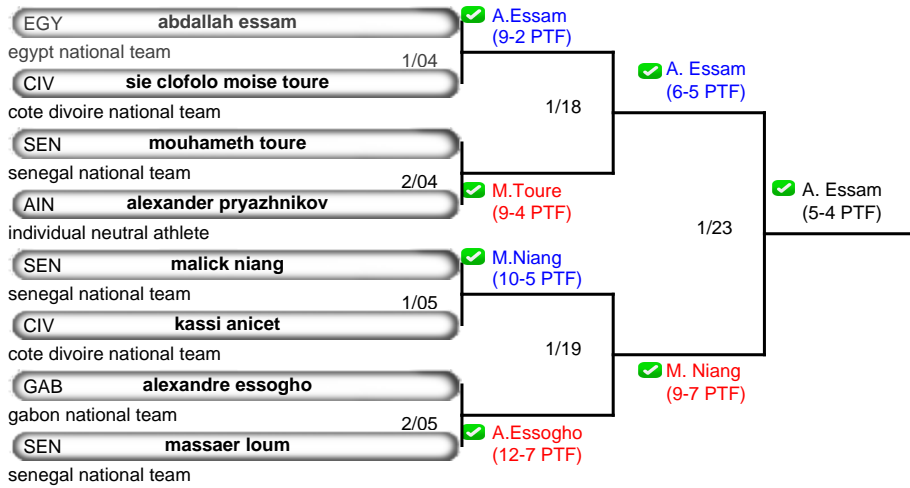 EGY abdallah essam
egypt national team
1/04
CIV sie clofolo moise toure
cote divoire national team
SEN mouhameth toure
senegal national team
2/04
AIN alexander pryazhnikov
individual neutral athlete
SEN malick niang
senegal national team
1/05
CIV kassi anicet
cote divoire national team
GAB alexandre essogho
gabon national team
2/05
SEN massaer loum
senegal national team
A.Essam
(9-2 PTF)
M.Toure
(9-4 PTF)
M.Niang
(10-5 PTF)
A.Essogho
(12-7 PTF)
1/18
1/19
A. Essam
(6-5 PTF)
M. Niang
(9-7 PTF)
1/23
A. Essam
(5-4 PTF)